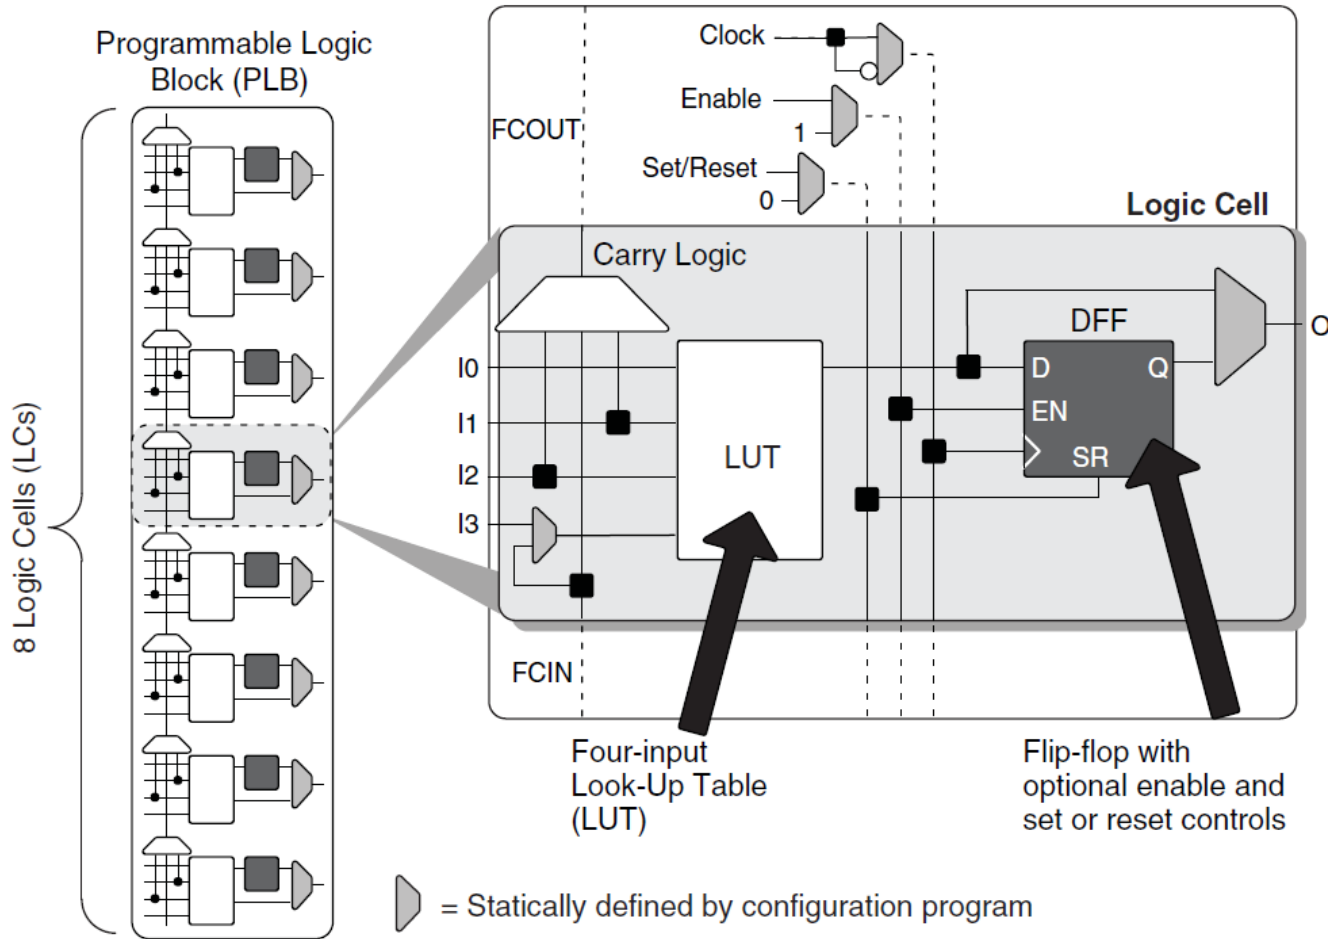 Programmable Logic
Block (PLB)
8 Logic Cells (LCs)
Clock
Enable
1
FCOUT
Set/Reset
0
Logic Cell
Carry Logic
DFF
I0
I1
I2
I3
LUT
D
Q
EN
SR
O
FCIN
Four-input
Look-Up Table
(LUT)
Flip-flop with
optional enable and
set or reset controls
= Statically defined by configuration program